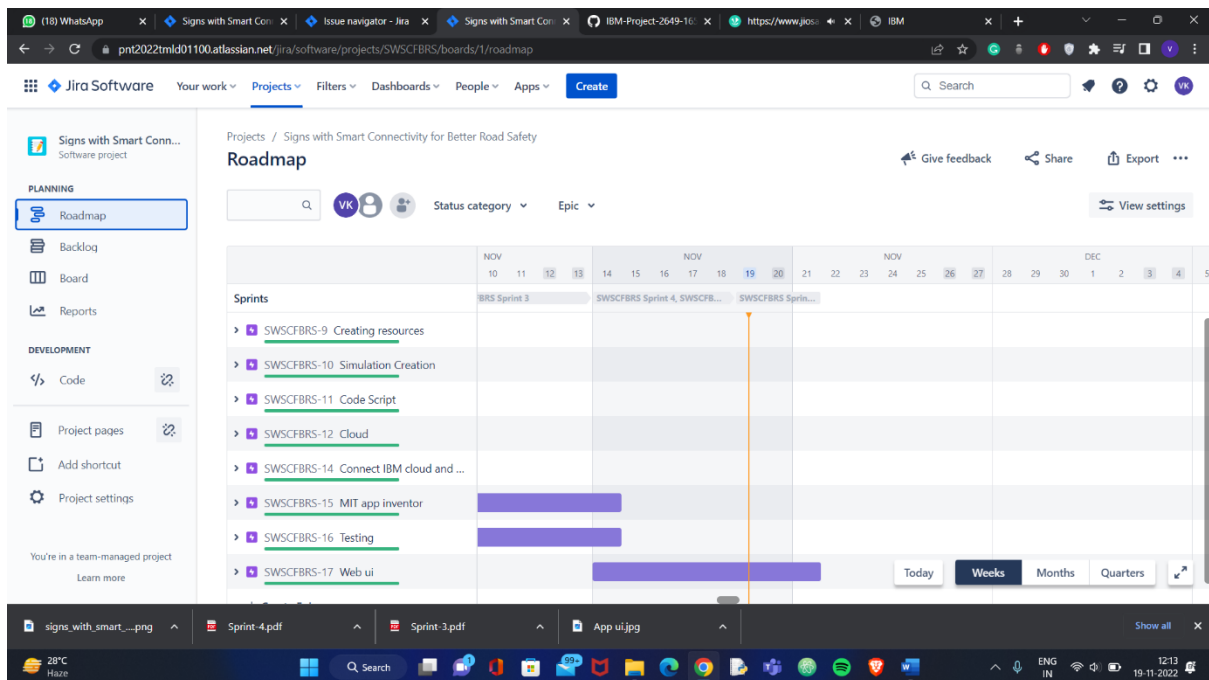 (18) WhatsApp
Signs with Smart Con
Issue navigator - Jira
Signs with Smart Con
IBM-Project-2649-16
https://www.jiosa
IBM
pnt2022tmld01100.atlassian.net/jira/software/projects/SWSCFBRS/boards/1/roadmap
Jira Software Your work Projects Filters Dashboards People Apps Create Search VK
Signs with Smart Conn...
Software project
PLANNING
Roadmap
Backlog
Board
Reports
DEVELOPMENT
Code
Project pages
Add shortcut
Project settings
You're in a team-managed project
Learn more
Projects / Signs with Smart Connectivity for Better Road Safety
Roadmap
Give feedback Share Export
VK Status category Epic View settings
NOV NOV NOV DEC
10 11 12 13 14 15 16 17 18 19 20 21 22 23 24 25 26 27 28 29 30 1 2 3 4 5
Sprints BRS Sprint 3 SWSCFBRS Sprint 4, SWSCFB... SWSCFBRS Sprin...
SWSCFBRS-9 Creating resources
SWSCFBRS-10 Simulation Creation
SWSCFBRS-11 Code Script
SWSCFBRS-12 Cloud
SWSCFBRS-14 Connect IBM cloud and ...
SWSCFBRS-15 MIT app inventor
SWSCFBRS-16 Testing
SWSCFBRS-17 Web ui
Today Weeks Months Quarters
signs_with_smart_....png Sprint-4.pdf Sprint-3.pdf App ui.jpg Show all
28°C
Haze
Search
99+
ENG
IN
12:13
19-11-2022